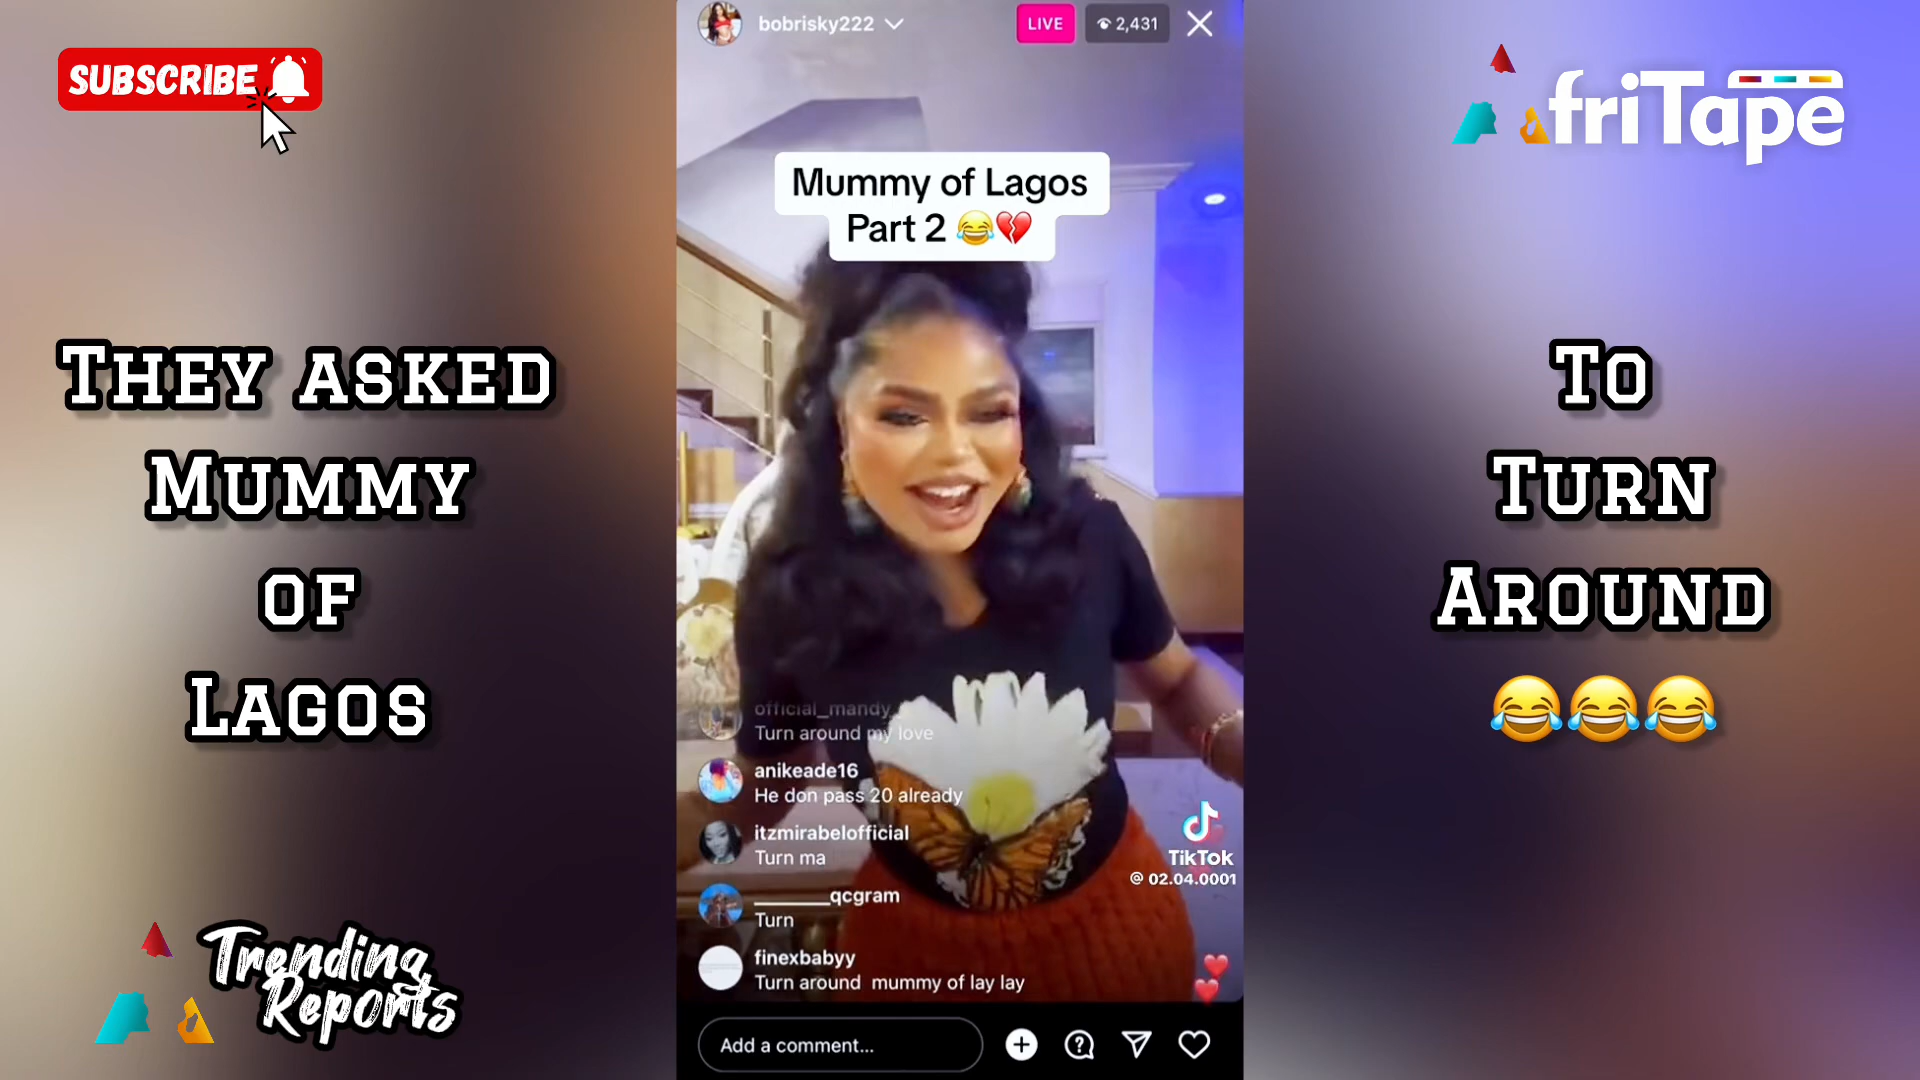 SUBSCRIBE
bobrisky222
LIVE
2,431
friTape
Mummy of Lagos
Part 2 😂💔
THEY ASKED
MUMMY
OF
LAGOS
TO
TURN
AROUND
😂😂😂
official_mandy_
Turn around my love
anikeade16
He don pass 20 already
itzmirabelofficial
Turn ma
________qcgram
Turn
finexbabyy
Turn around mummy of lay lay
TikTok
@ 02.04.0001
Trending
Reports
Add a comment...